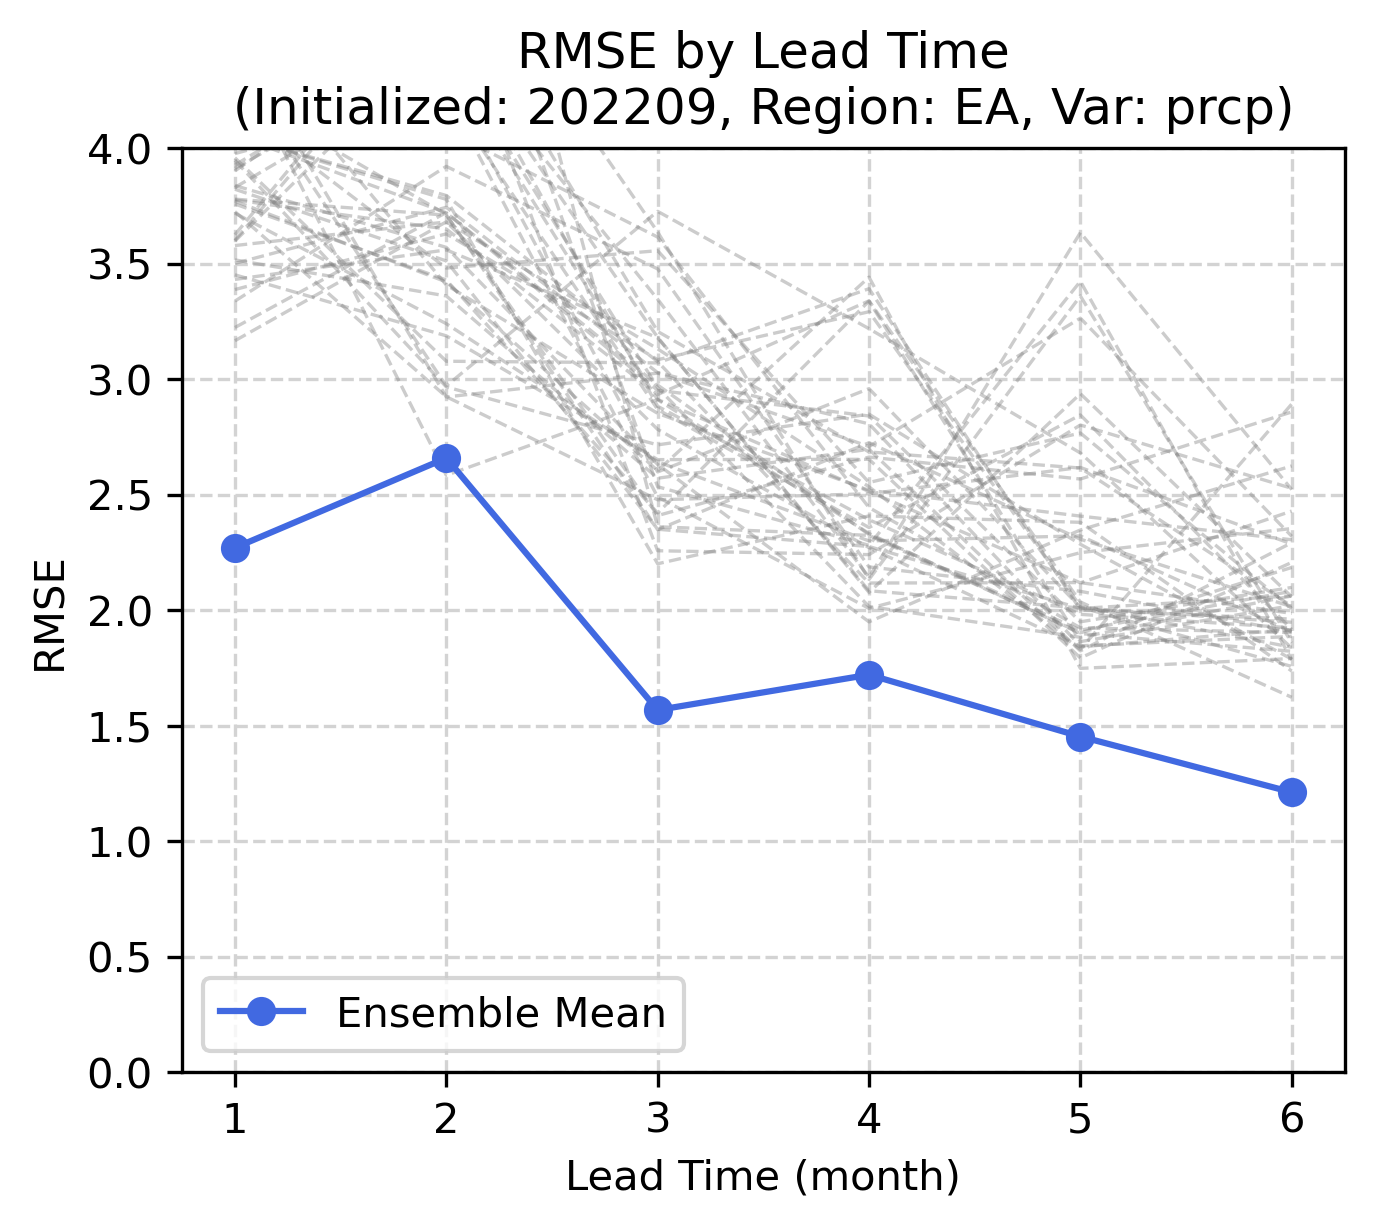 RMSE by Lead Time
(Initialized: 202209, Region: EA, Var: prcp)
4.0
3.5
3.0
2.5
2.0
1.5
1.0
0.5
0.0
RMSE
Ensemble Mean
1 2 3 4 5 6
Lead Time (month)